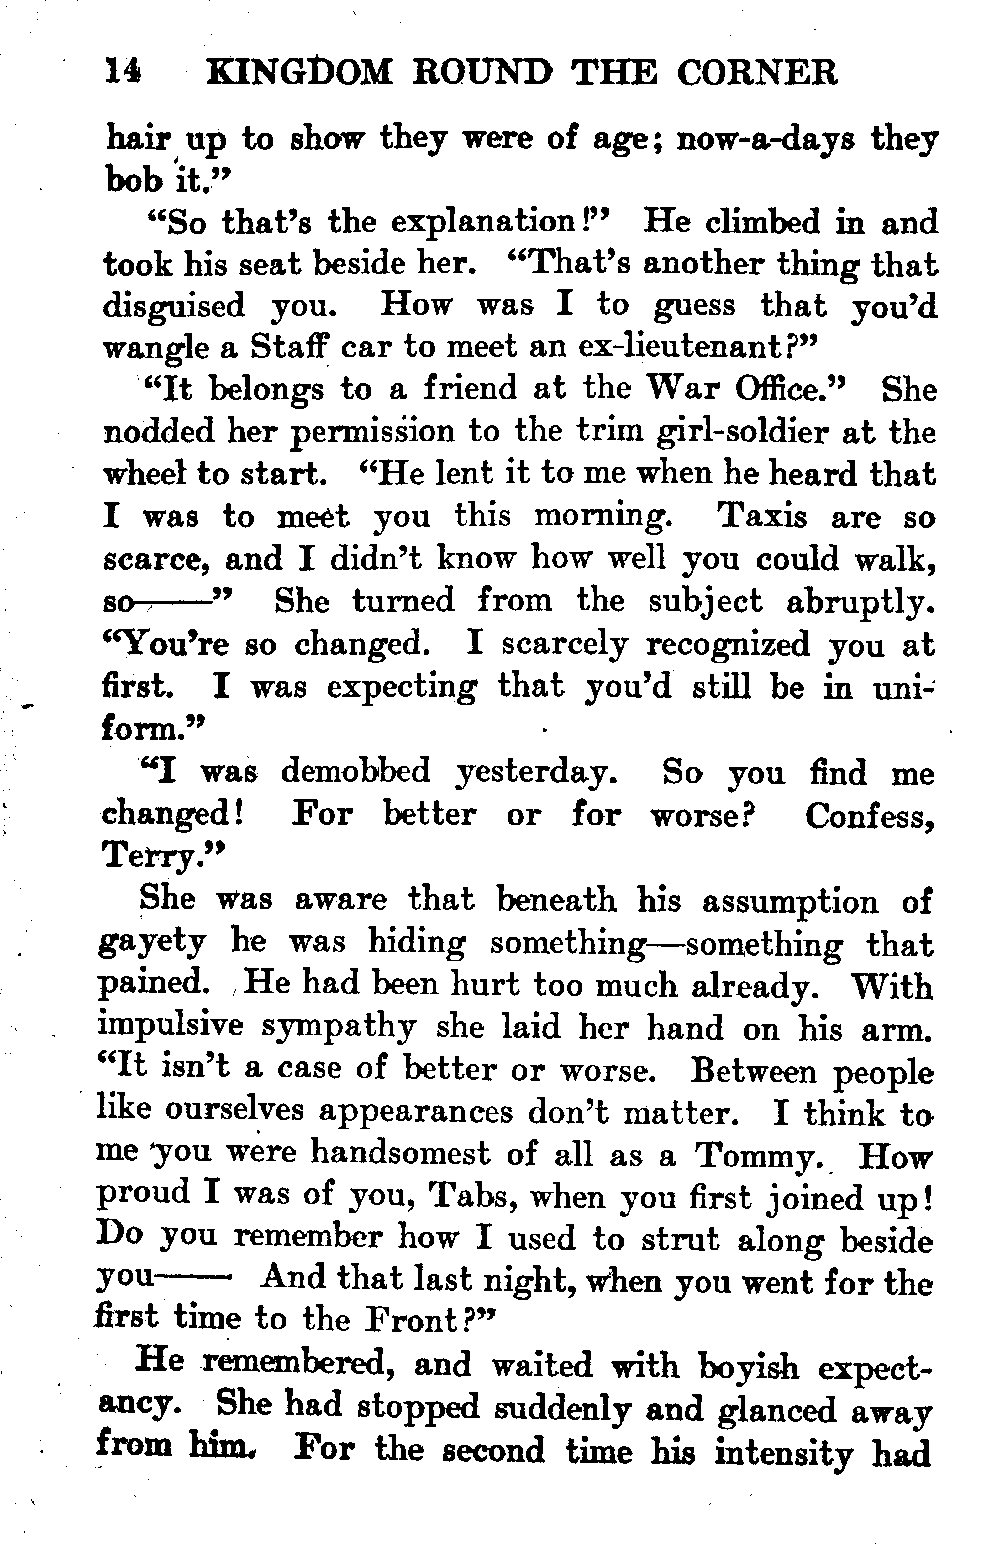 14 KINGDOM ROUND THE CORNER
hair up to show they were of age; now-a-days they
bob it.”
“So that’s the explanation!” He climbed in and
took his seat beside her. “That’s another thing that
disguised you. How was I to guess that you’d
wangle a Staff car to meet an ex-lieutenant?”
“It belongs to a friend at the War Office.” She
nodded her permission to the trim girl-soldier at the
wheel to start. “He lent it to me when he heard that
I was to meet you this morning. Taxis are so
scarce, and I didn’t know how well you could walk,
so——” She turned from the subject abruptly.
“You’re so changed. I scarcely recognized you at
first. I was expecting that you’d still be in uni-
form.”
“I was demobbed yesterday. So you find me
changed! For better or for worse? Confess,
Terry.”
She was aware that beneath his assumption of
gayety he was hiding something—something that
pained. He had been hurt too much already. With
impulsive sympathy she laid her hand on his arm.
“It isn’t a case of better or worse. Between people
like ourselves appearances don’t matter. I think to
me you were handsomest of all as a Tommy. How
proud I was of you, Tabs, when you first joined up!
Do you remember how I used to strut along beside
you—— And that last night, when you went for the
first time to the Front?”
He remembered, and waited with boyish expect-
ancy. She had stopped suddenly and glanced away
from him. For the second time his intensity had